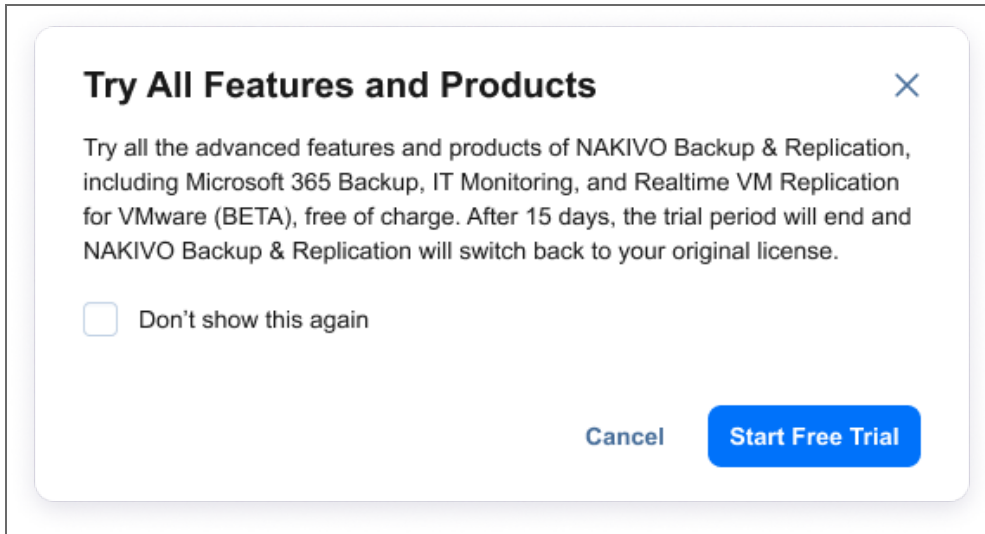 Try All Features and Products
Try all the advanced features and products of NAKIVO Backup & Replication,
including Microsoft 365 Backup, IT Monitoring, and Realtime VM Replication
for VMware (BETA), free of charge. After 15 days, the trial period will end and
NAKIVO Backup & Replication will switch back to your original license.
Don’t show this again
Cancel
Start Free Trial